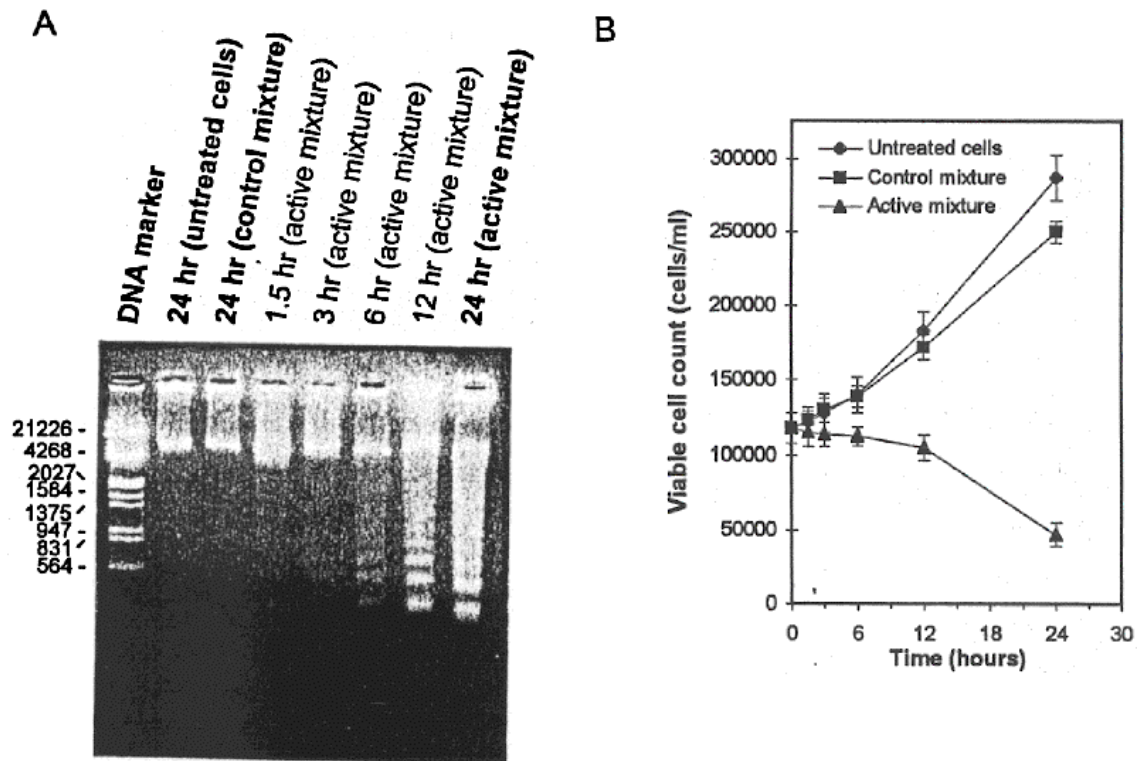 A
DNA marker
24 hr (untreated cells)
24 hr (control mixture)
1.5 hr (active mixture)
3 hr (active mixture)
6 hr (active mixture)
12 hr (active mixture)
24 hr (active mixture)
21226 -
4268 -
2027\
1584 -
1375/
947 -
831/
564 -
B
Untreated cells
Control mixture
Active mixture
Viable cell count (cells/ml)
300000
250000
200000
150000
100000
50000
0
0 6 12 18 24 30
Time (hours)